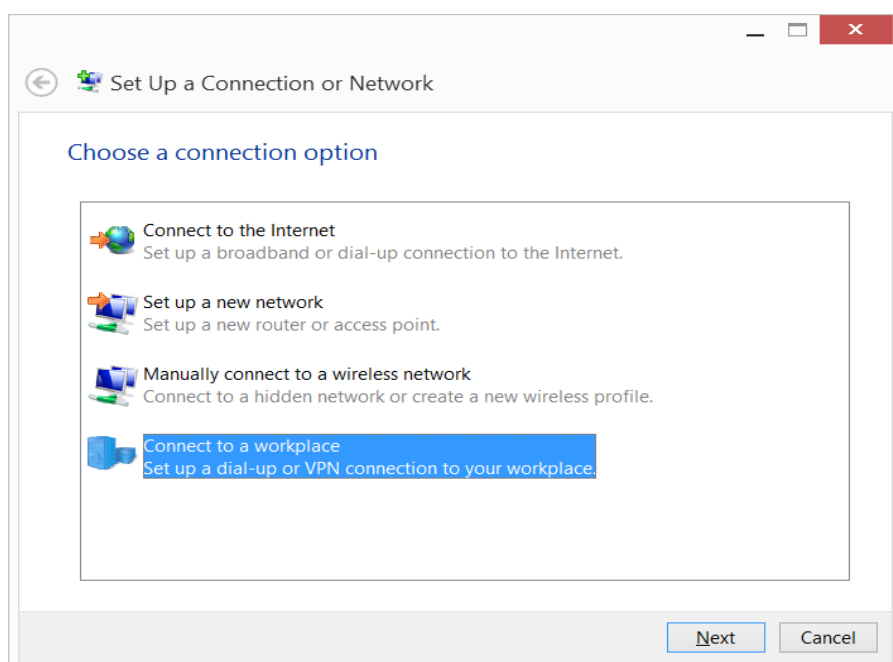 Set Up a Connection or Network
Choose a connection option
Connect to the Internet
Set up a broadband or dial-up connection to the Internet.
Set up a new network
Set up a new router or access point.
Manually connect to a wireless network
Connect to a hidden network or create a new wireless profile.
Connect to a workplace
Set up a dial-up or VPN connection to your workplace.
Next Cancel